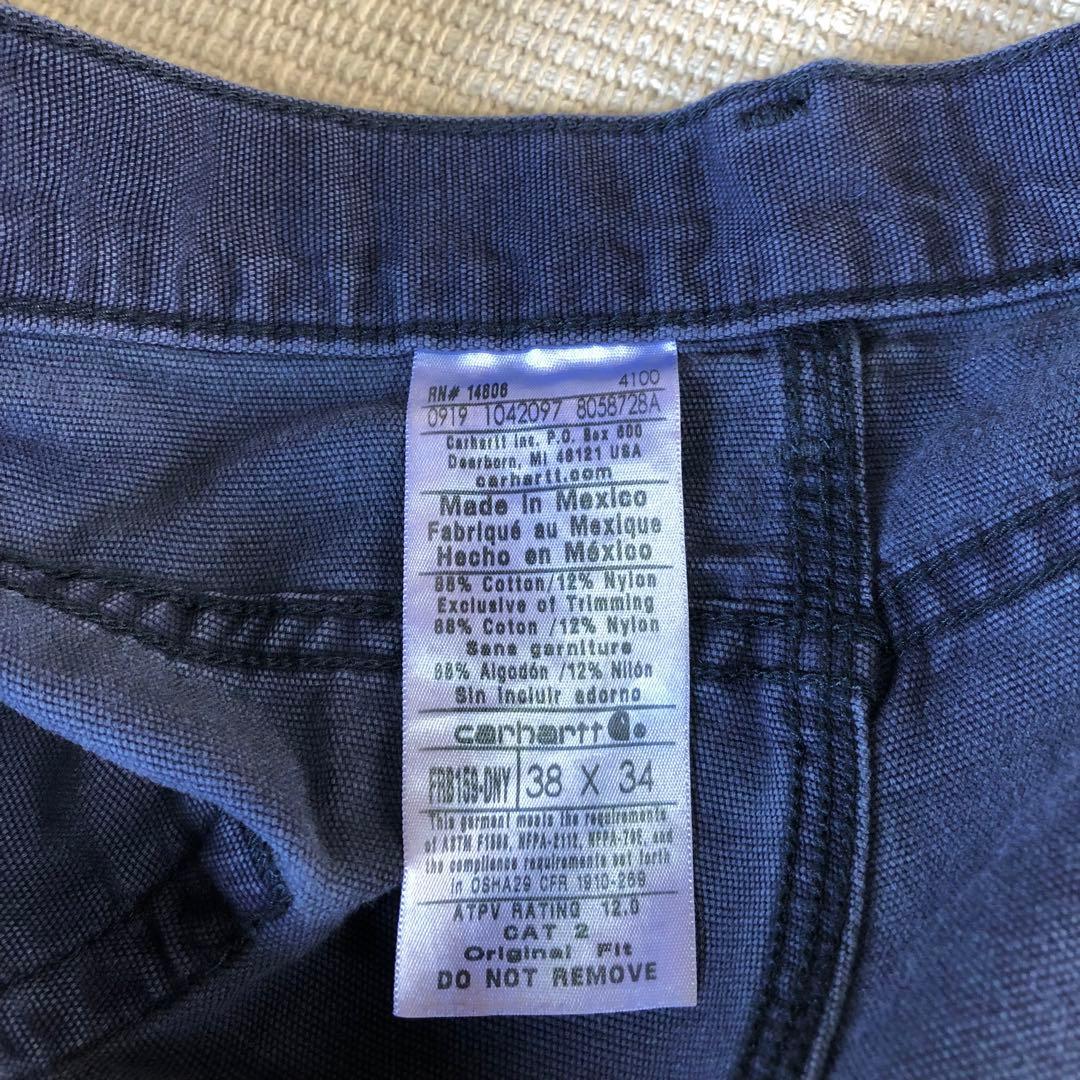 RN# 14806 4100
0919 1042097 8058728A
Carhartt Inc. P.O. Box 600
Dearborn, MI 48121 USA
carhartt.com
Made in Mexico
Fabriqué au Mexique
Hecho en México
88% Cotton/12% Nylon
Exclusive of Trimming
88% Coton /12% Nylon
Sans garniture
88% Algodón /12% Nilón
Sin incluir adorno
carhartt
FRB159-DNY 38 X 34
This garment meets the requirements
of ASTM F1506, NFPA-2112, NFPA-70E, and
the compliance requirements set forth
in OSHA29 CFR 1910-269
ATPV RATING 12.0
CAT 2
Original Fit
DO NOT REMOVE